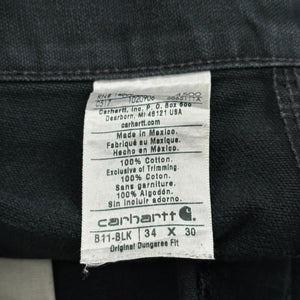 1020906
Carhartt, Inc., P.O. Box 600
Dearborn, MI 48121 USA
carhartt.com
Made in Mexico.
Fabriqué au Mexique.
Hecho en México.
100% Cotton.
Exclusive of Trimming.
100% Coton.
Sans garniture.
100% Algodón.
Sin incluir adorno.
carhartt
B11-BLK 34 X 30
Original Dungaree Fit